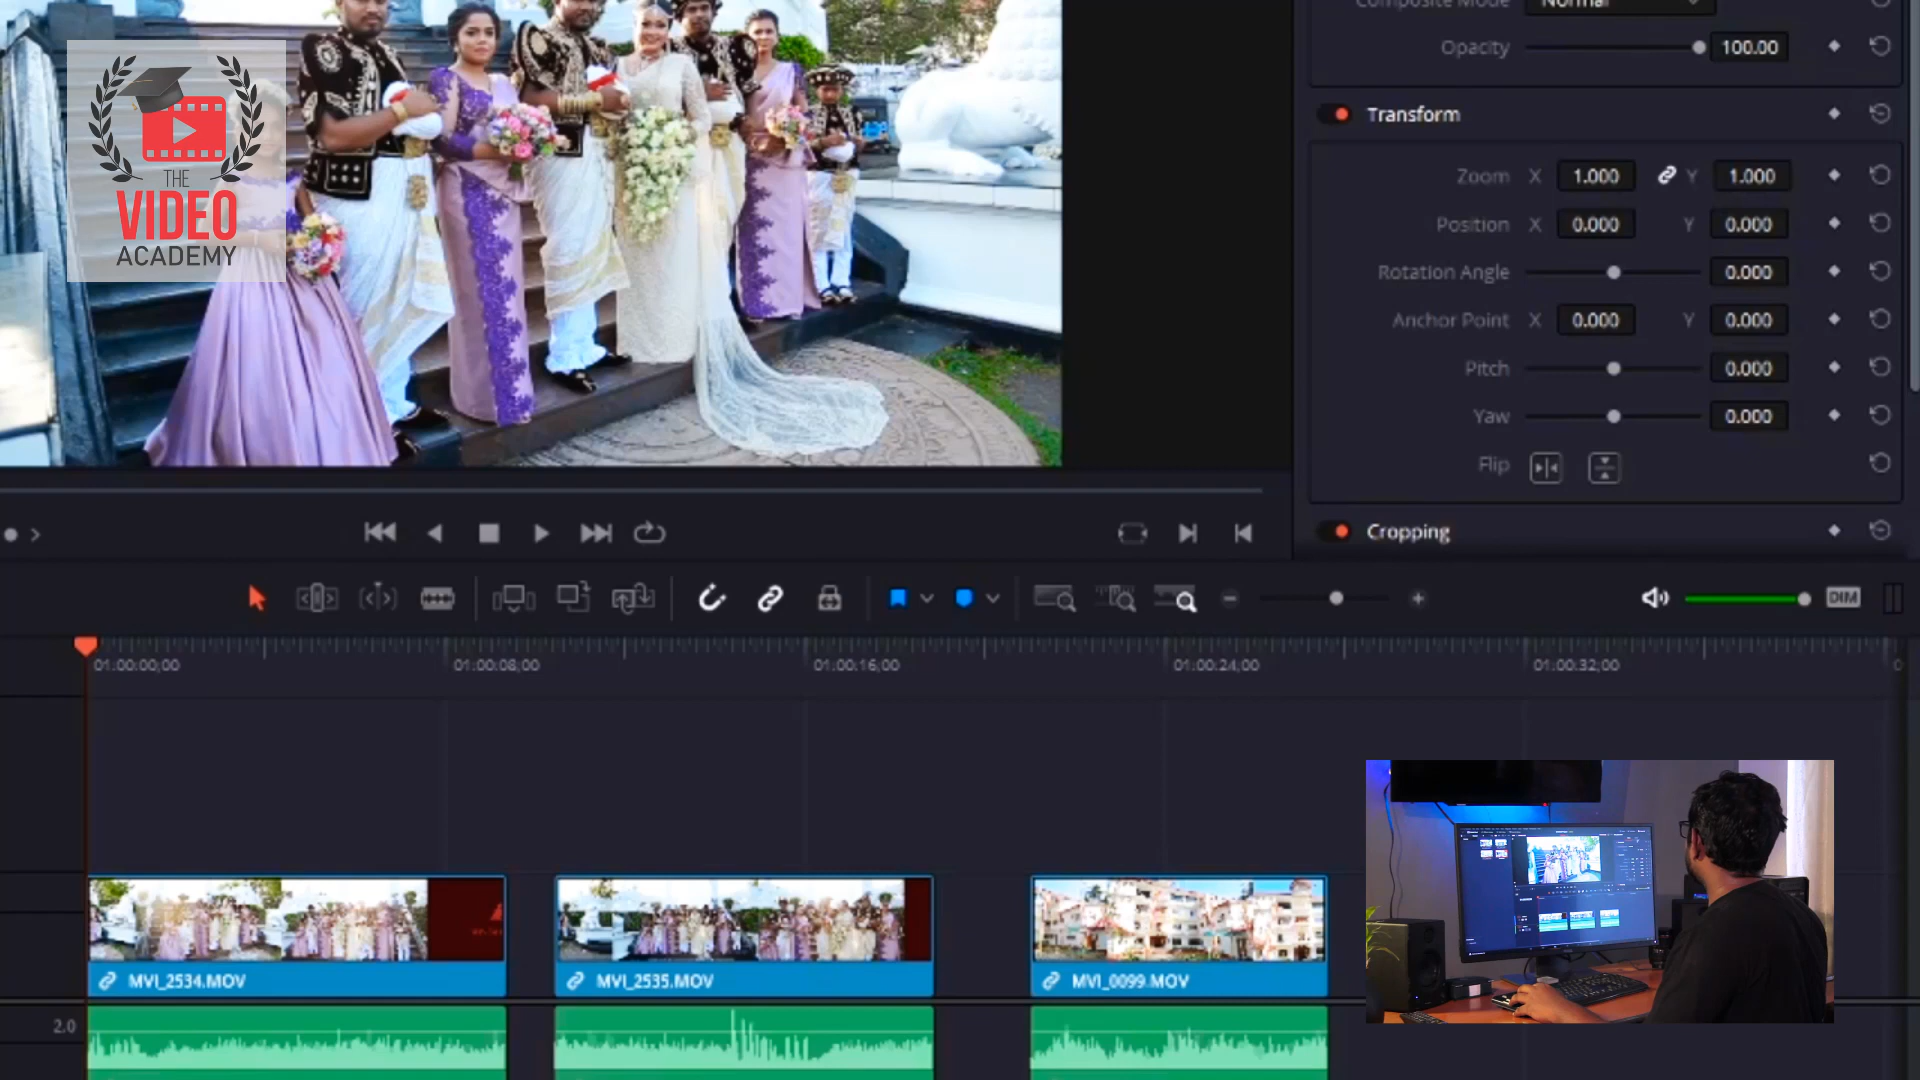 Composite Mode
Normal
Opacity
100.00
THE
VIDEO
ACADEMY
Transform
Zoom X 1.000 Y 1.000
Position X 0.000 Y 0.000
Rotation Angle 0.000
Anchor Point X 0.000 Y 0.000
Pitch 0.000
Yaw 0.000
Flip
Cropping
DIM
01:00:00;00 01:00:08;00 01:00:16;00 01:00:24;00 01:00:32;00 0
MVI_2534.MOV
MVI_2535.MOV
MVI_0099.MOV
2.0